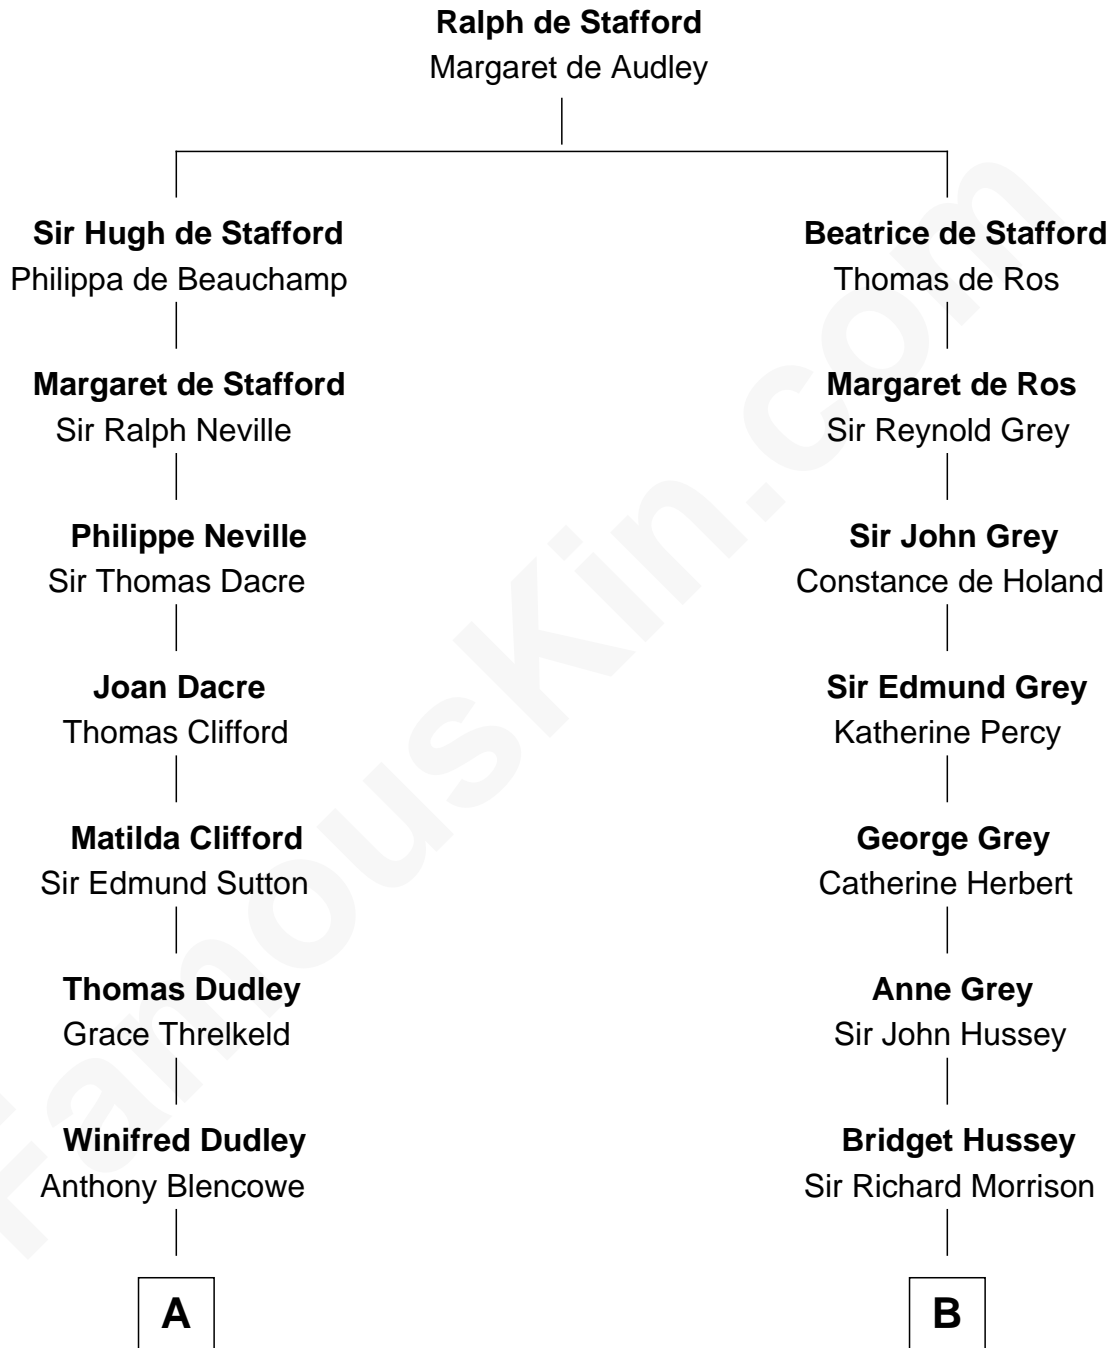 Ralph de Stafford
Margaret de Audley
Sir Hugh de Stafford
Philippa de Beauchamp
Margaret de Stafford
Sir Ralph Neville
Philippe Neville
Sir Thomas Dacre
Joan Dacre
Thomas Clifford
Matilda Clifford
Sir Edmund Sutton
Thomas Dudley
Grace Threlkeld
Winifred Dudley
Anthony Blencowe
A
Beatrice de Stafford
Thomas de Ros
Margaret de Ros
Sir Reynold Grey
Sir John Grey
Constance de Holand
Sir Edmund Grey
Katherine Percy
George Grey
Catherine Herbert
Anne Grey
Sir John Hussey
Bridget Hussey
Sir Richard Morrison
B
FamousKin.com